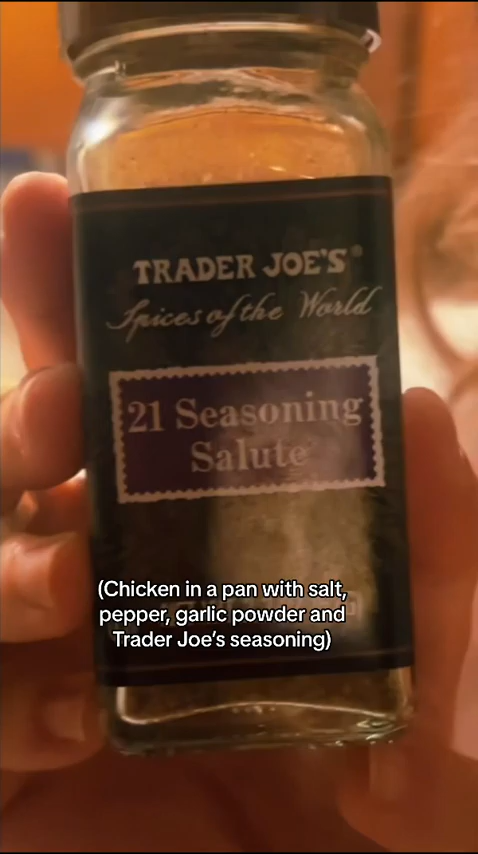 TRADER JOE'S®
Spices of the World
21 Seasoning
Salute
(Chicken in a pan with salt,
pepper, garlic powder and
Trader Joe's seasoning)